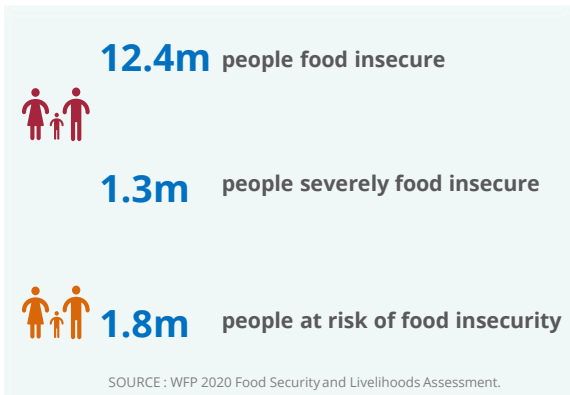 12.4m people food insecure
1.3m people severely food insecure
1.8m people at risk of food insecurity
SOURCE : WFP 2020 Food Security and Livelihoods Assessment.